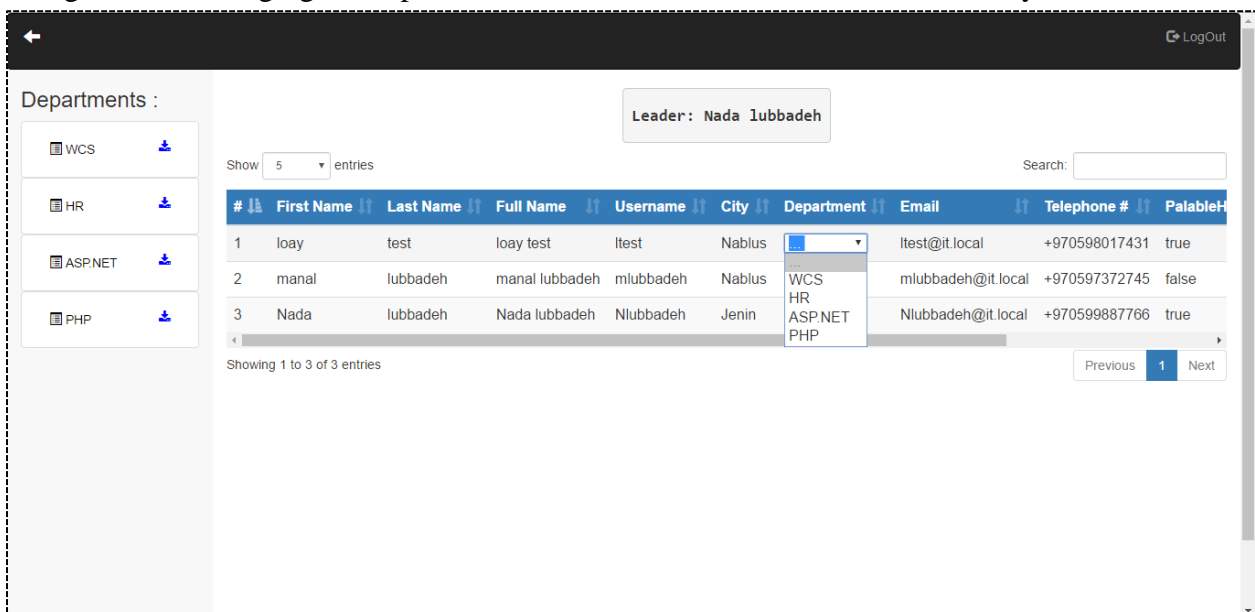 LogOut
Departments :
WCS
HR
ASP.NET
PHP
Leader: Nada lubbadeh
Show 5 entries
Search:
# First Name Last Name Full Name Username City Department Email Telephone # PalableH
1 loay test loay test ltest Nablus ... ltest@it.local +970598017431 true
2 manal lubbadeh manal lubbadeh mlubbadeh Nablus mlubbadeh@it.local +970597372745 false
3 Nada lubbadeh Nada lubbadeh Nlubbadeh Jenin Nlubbadeh@it.local +970599887766 true
...
WCS
HR
ASP.NET
PHP
Showing 1 to 3 of 3 entries
Previous 1 Next